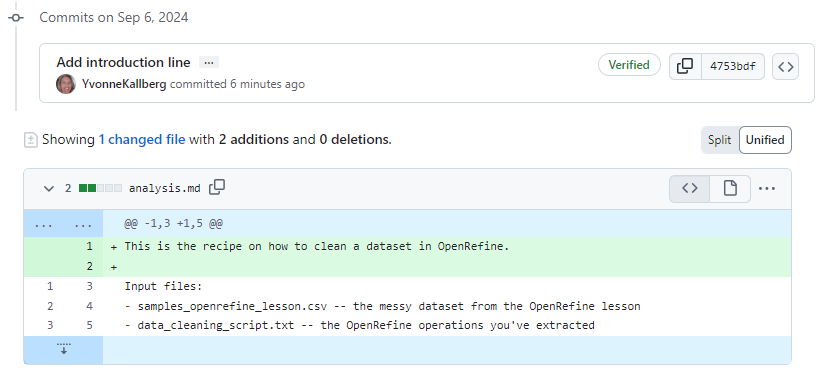 Commits on Sep 6, 2024
Add introduction line ...
Verified
4753bdf
YvonneKallberg committed 6 minutes ago
Showing 1 changed file with 2 additions and 0 deletions.
Split Unified
2 analysis.md
... ... @@ -1,3 +1,5 @@
1 + This is the recipe on how to clean a dataset in OpenRefine.
2 +
1 3 Input files:
2 4 - samples_openrefine_lesson.csv -- the messy dataset from the OpenRefine lesson
3 5 - data_cleaning_script.txt -- the OpenRefine operations you've extracted